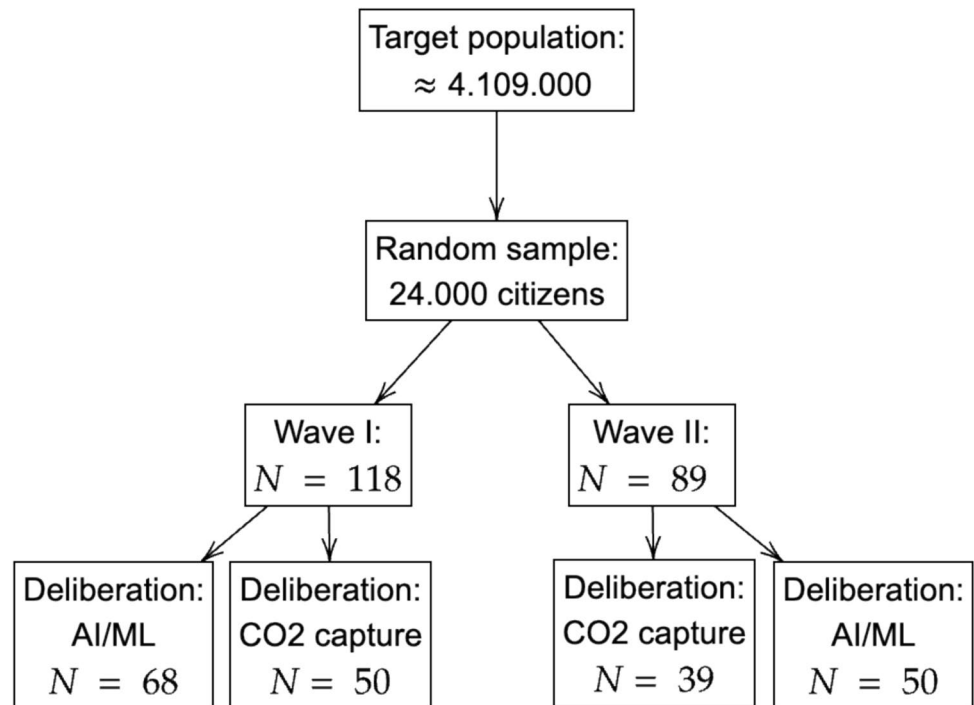 Target population:
≈ 4.109.000
Random sample:
24.000 citizens
Wave I:
N = 118
Wave II:
N = 89
Deliberation:
AI/ML
N = 68
Deliberation:
CO2 capture
N = 50
Deliberation:
CO2 capture
N = 39
Deliberation:
AI/ML
N = 50